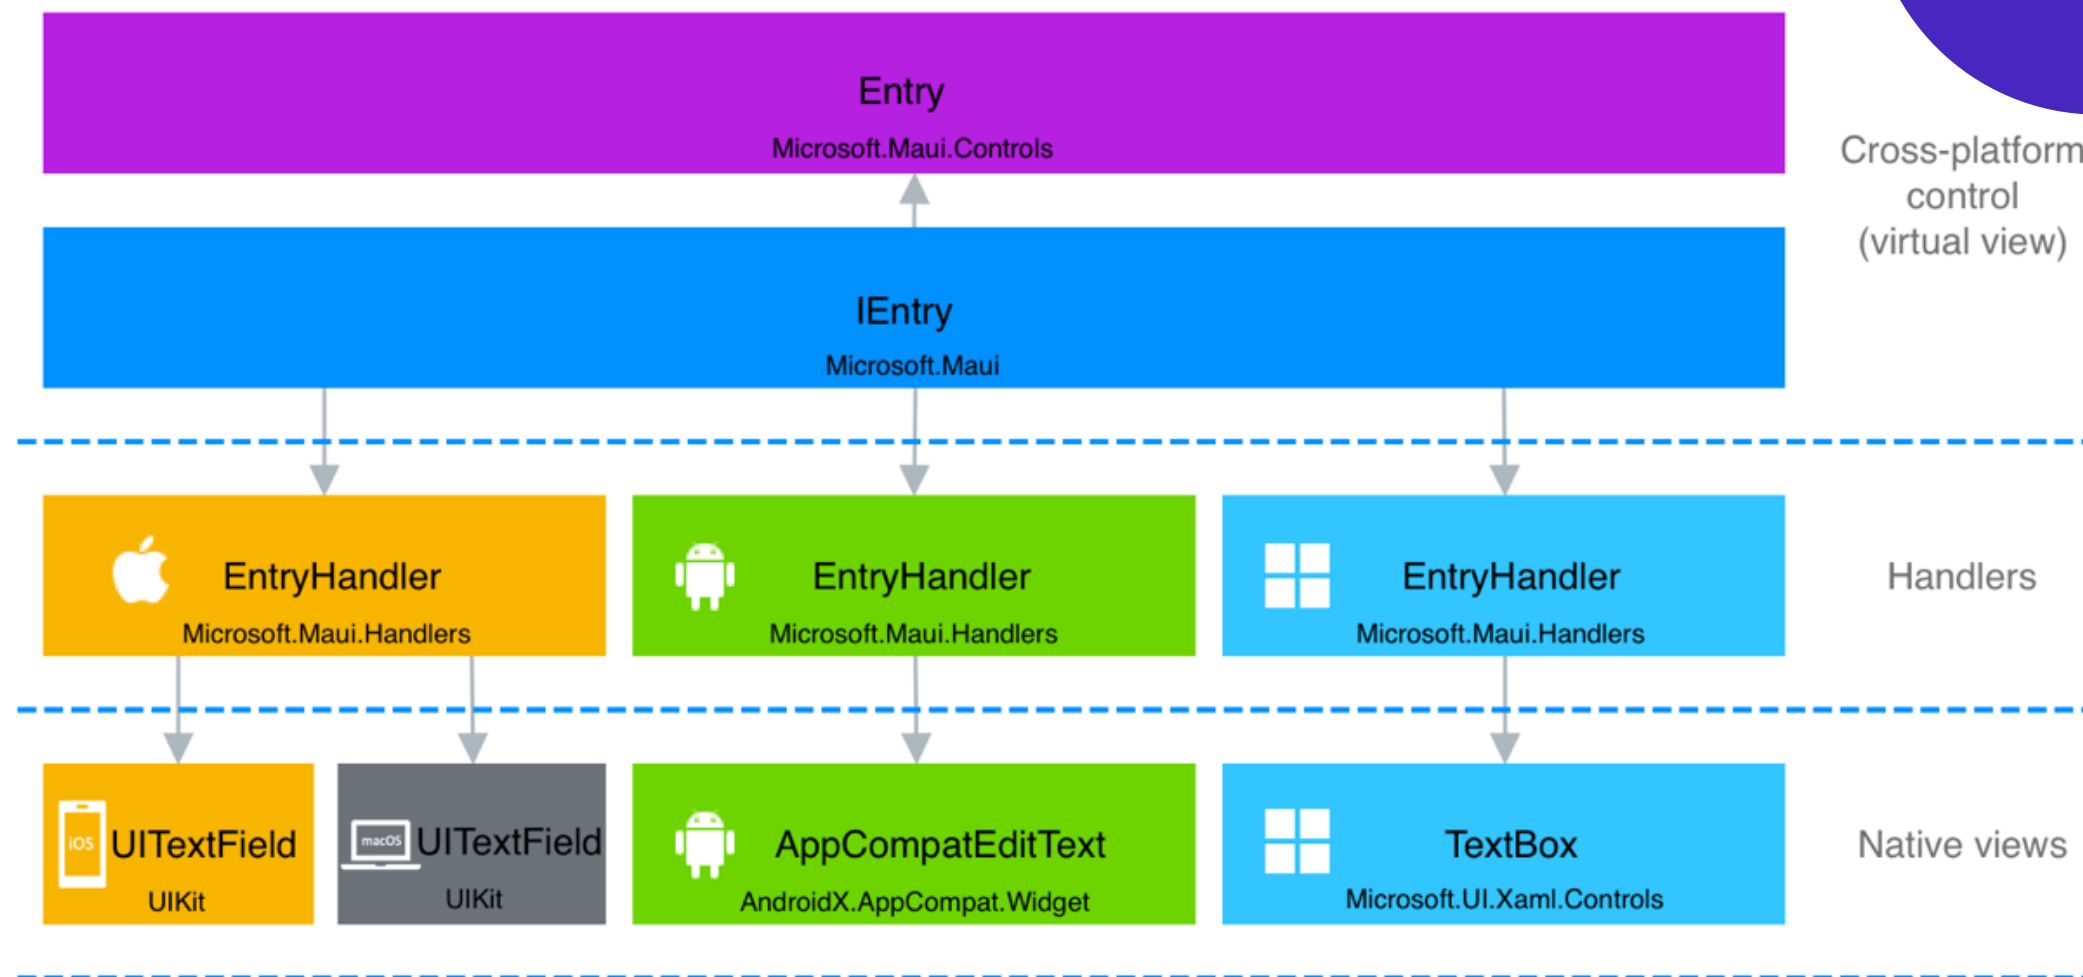 Entry
Microsoft.Maui.Controls
Cross-platform
control
(virtual view)
IEntry
Microsoft.Maui
EntryHandler
Microsoft.Maui.Handlers
EntryHandler
Microsoft.Maui.Handlers
EntryHandler
Microsoft.Maui.Handlers
Handlers
iOS
UITextField
UIKit
macOS
UITextField
UIKit
AppCompatEditText
AndroidX.AppCompat.Widget
TextBox
Microsoft.UI.Xaml.Controls
Native views